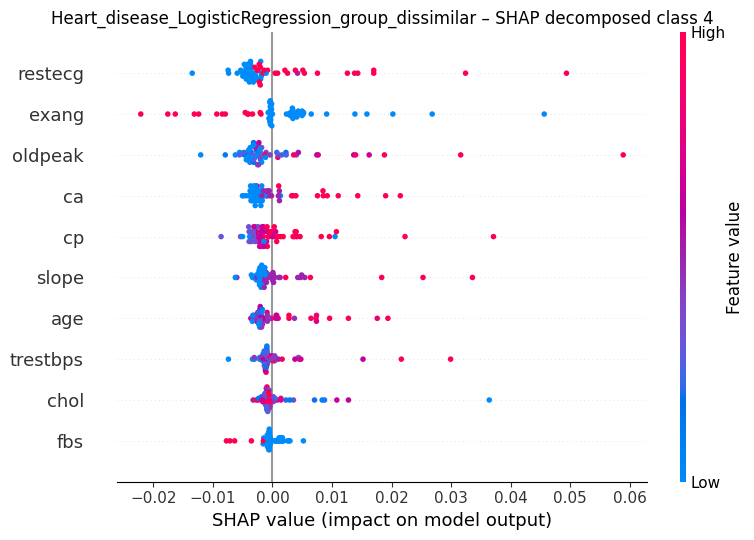 Heart_disease_LogisticRegression_group_dissimilar – SHAP decomposed class 4
High
restecg
exang
oldpeak
ca
cp
slope
age
trestbps
chol
fbs
Feature value
Low
−0.02 −0.01 0.00 0.01 0.02 0.03 0.04 0.05 0.06
SHAP value (impact on model output)